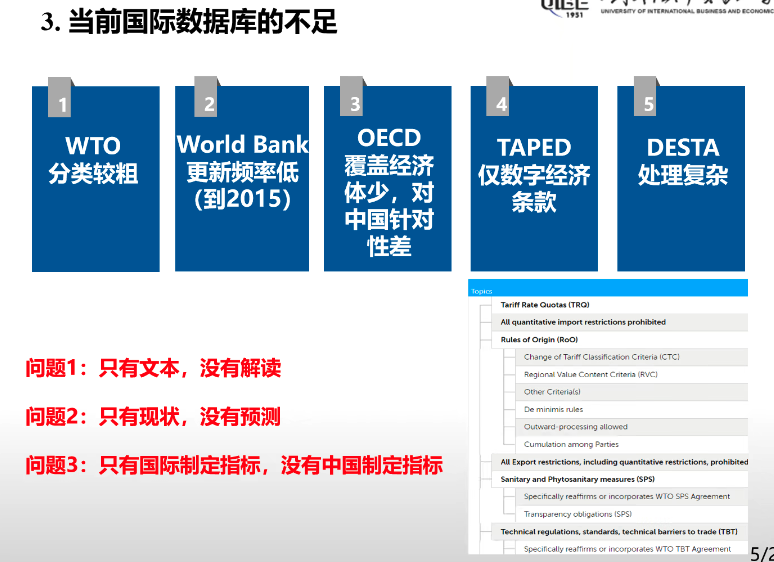 3. 当前国际数据库的不足
1951
UNIVERSITY OF INTERNATIONAL BUSINESS AND ECONOMIC
1
WTO
分类较粗
2
World Bank
更新频率低
(到2015)
3
OECD
覆盖经济
体少，对
中国针对
性差
4
TAPED
仅数字经济
条款
5
DESTA
处理复杂
问题1：只有文本，没有解读
问题2：只有现状，没有预测
问题3：只有国际制定指标，没有中国制定指标
Topics
Tariff Rate Quotas (TRQ)
All quantitative import restrictions prohibited
Rules of Origin (RoO)
Change of Tariff Classification Criteria (CTC)
Regional Value Content Criteria (RVC)
Other Criteria(s)
De minimis rules
Outward-processing allowed
Cumulation among Parties
All Export restrictions, including quantitative restrictions, prohibited
Sanitary and Phytosanitary measures (SPS)
Specifically reaffirms or incorporates WTO SPS Agreement
Transparency obligations (SPS)
Technical regulations, standards, technical barriers to trade (TBT)
Specifically reaffirms or incorporates WTO TBT Agreement
5/2